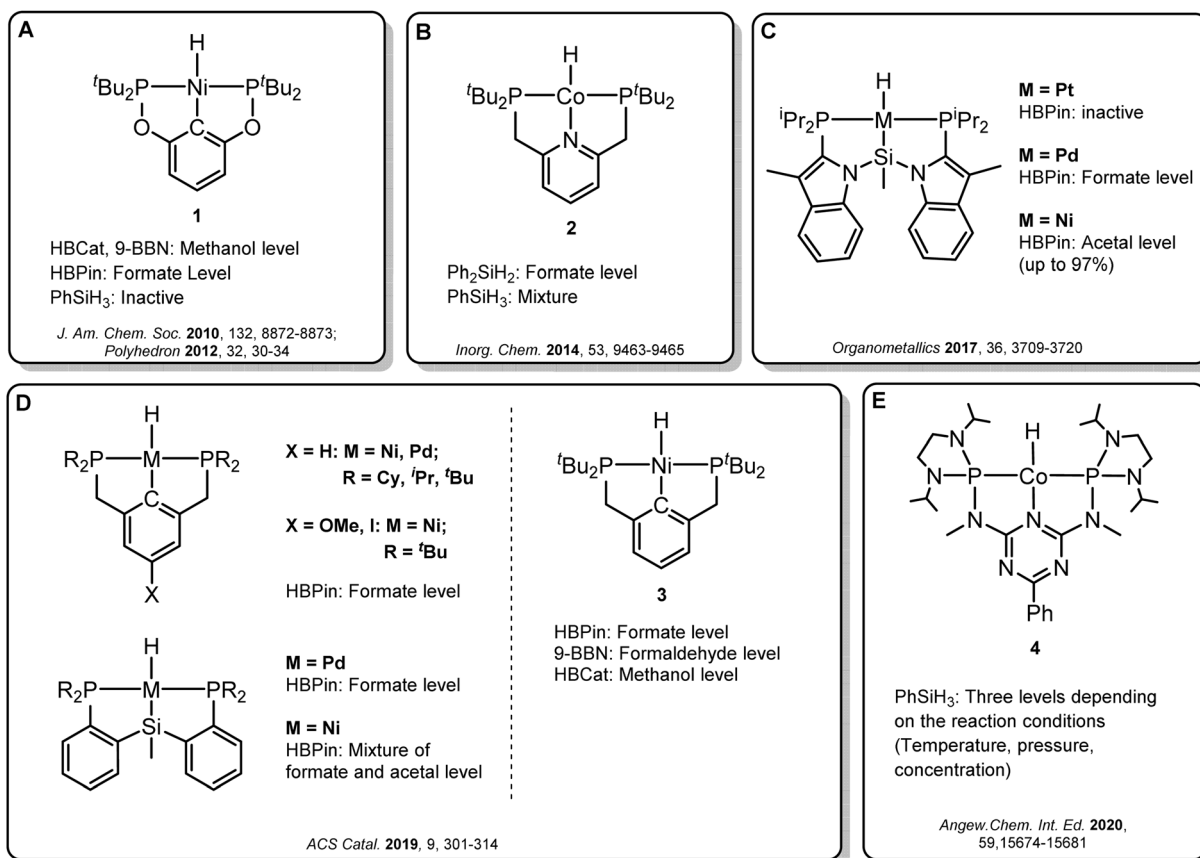 A
H
ᵗBu₂P
Ni
PᵗBu₂
O
C
O
1
HBCat, 9-BBN: Methanol level
HBPin: Formate Level
PhSiH₃: Inactive
J. Am. Chem. Soc. 2010, 132, 8872-8873;
Polyhedron 2012, 32, 30-34
B
H
ᵗBu₂P
Co
PᵗBu₂
N
2
Ph₂SiH₂: Formate level
PhSiH₃: Mixture
Inorg. Chem. 2014, 53, 9463-9465
C
H
ⁱPr₂P
M
PⁱPr₂
Si
N
N
M = Pt
HBPin: inactive
M = Pd
HBPin: Formate level
M = Ni
HBPin: Acetal level
(up to 97%)
Organometallics 2017, 36, 3709-3720
D
H
R₂P
M
PR₂
C
X
X = H: M = Ni, Pd;
R = Cy, ⁱPr, ᵗBu
X = OMe, I: M = Ni;
R = ᵗBu
HBPin: Formate level
H
R₂P
M
PR₂
Si
M = Pd
HBPin: Formate level
M = Ni
HBPin: Mixture of
formate and acetal level
H
ᵗBu₂P
Ni
PᵗBu₂
C
3
HBPin: Formate level
9-BBN: Formaldehyde level
HBCat: Methanol level
ACS Catal. 2019, 9, 301-314
E
H
N
N
N
P
Co
P
N
N
N
N
N
N
Ph
4
PhSiH₃: Three levels depending
on the reaction conditions
(Temperature, pressure,
concentration)
Angew.Chem. Int. Ed. 2020,
59,15674-15681